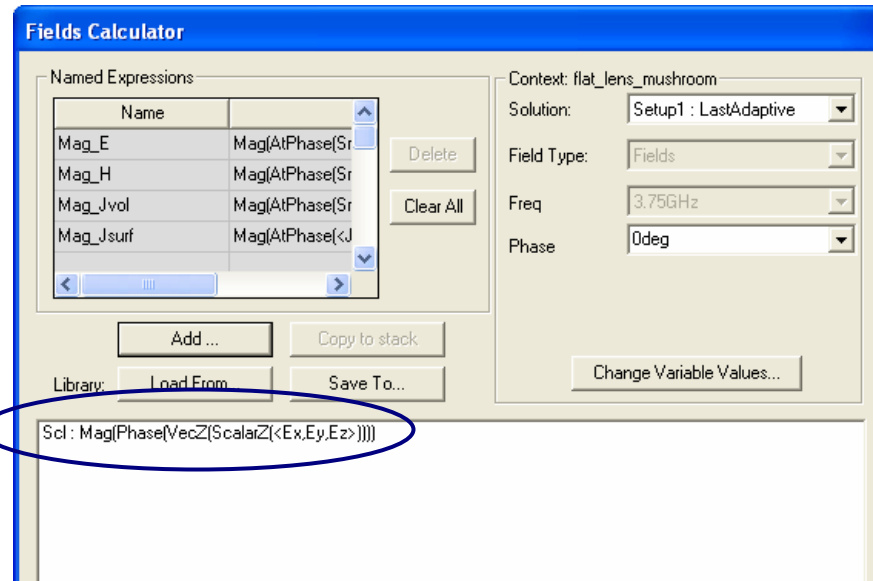 Fields Calculator
Named Expressions
Name
Mag_E Mag(AtPhase(Sr
Mag_H Mag(AtPhase(Sr
Mag_Jvol Mag(AtPhase(Sr
Mag_Jsurf Mag(AtPhase(<J
Delete
Clear All
Context: flat_lens_mushroom
Solution: Setup1 : LastAdaptive
Field Type: Fields
Freq 3.75GHz
Phase 0deg
Add ... Copy to stack
Library: Load From Save To...
Change Variable Values...
Scl : Mag(Phase(VecZ(ScalarZ(<Ex,Ey,Ez>))))